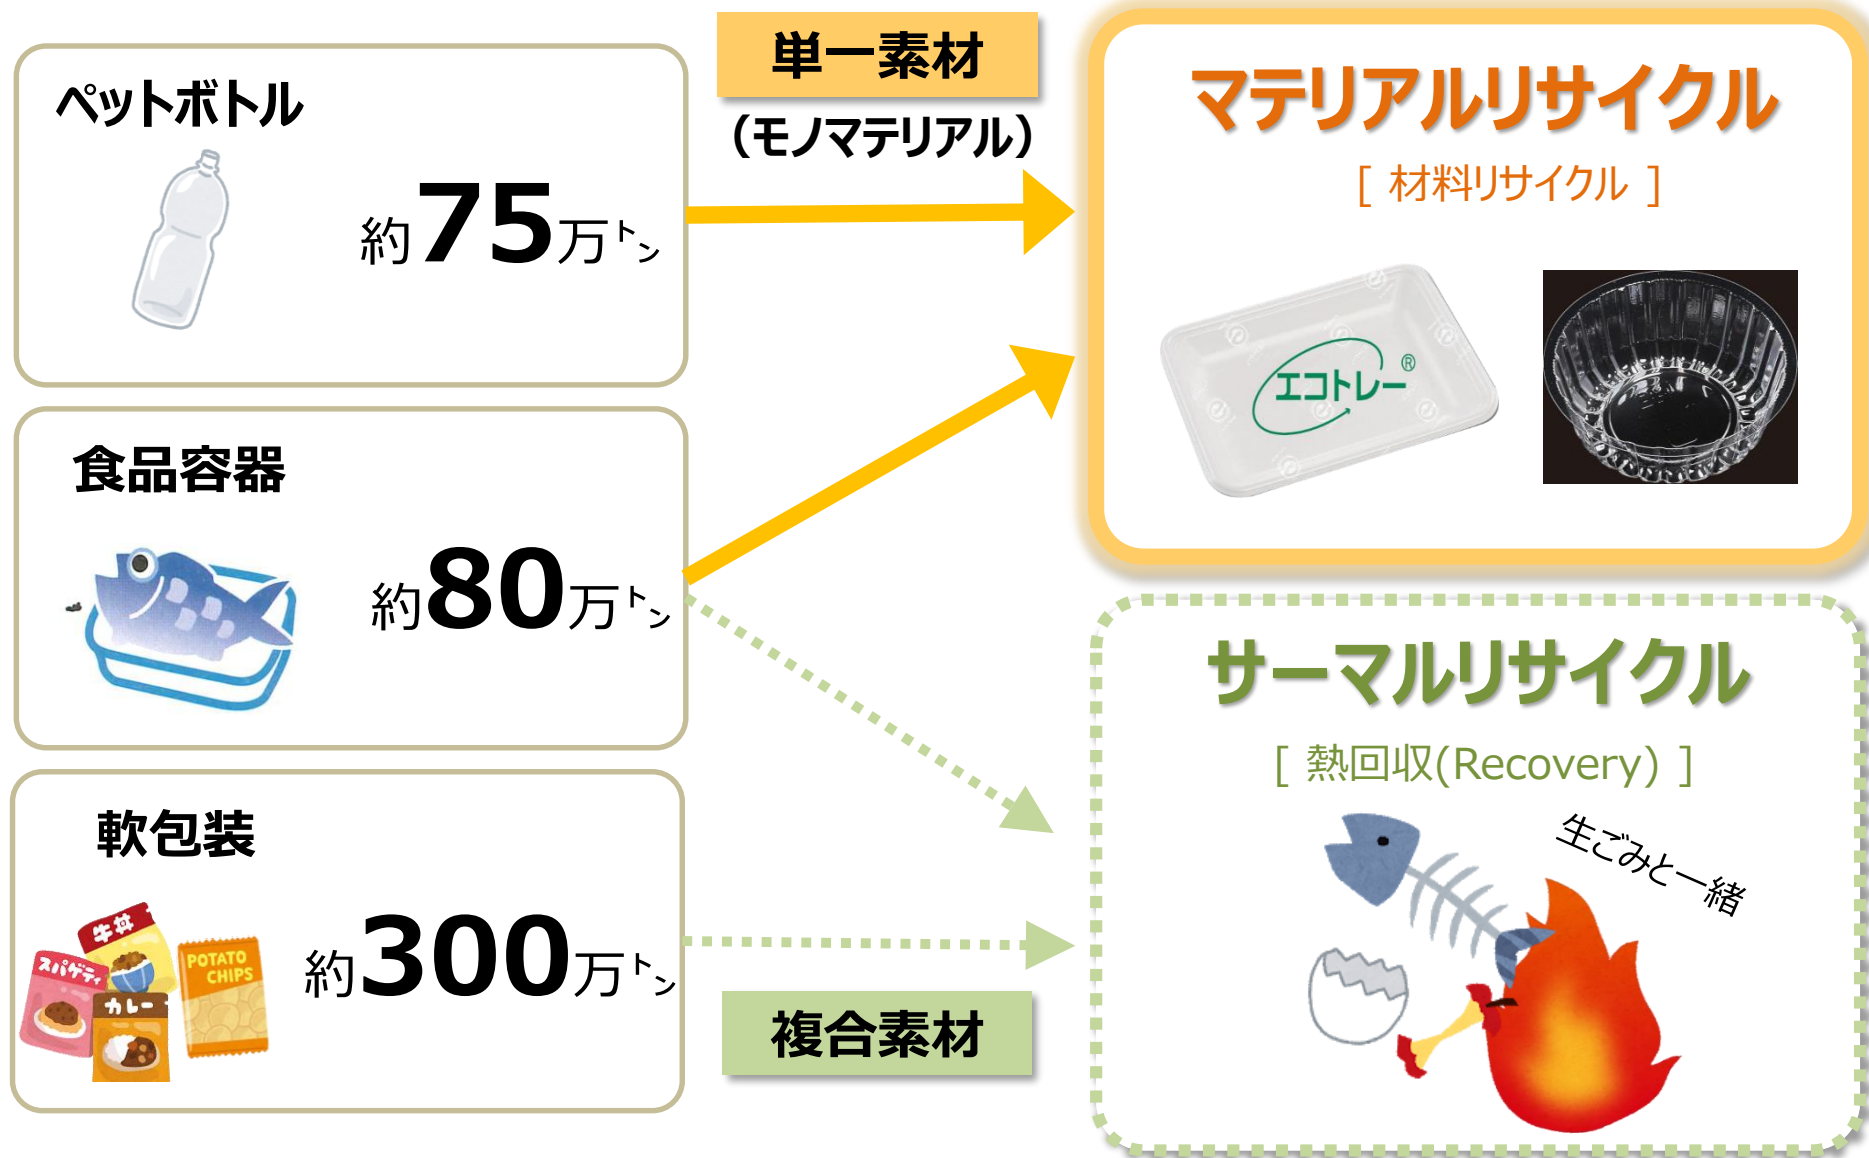 ペットボトル
約75万㌧
食品容器
約80万㌧
軟包装
牛丼
スパゲティ
カレー
POTATO
CHIPS
約300万㌧
単一素材
（モノマテリアル）
複合素材
マテリアルリサイクル
[ 材料リサイクル ]
エコトレー®
サーマルリサイクル
[ 熱回収(Recovery) ]
生ごみと一緒